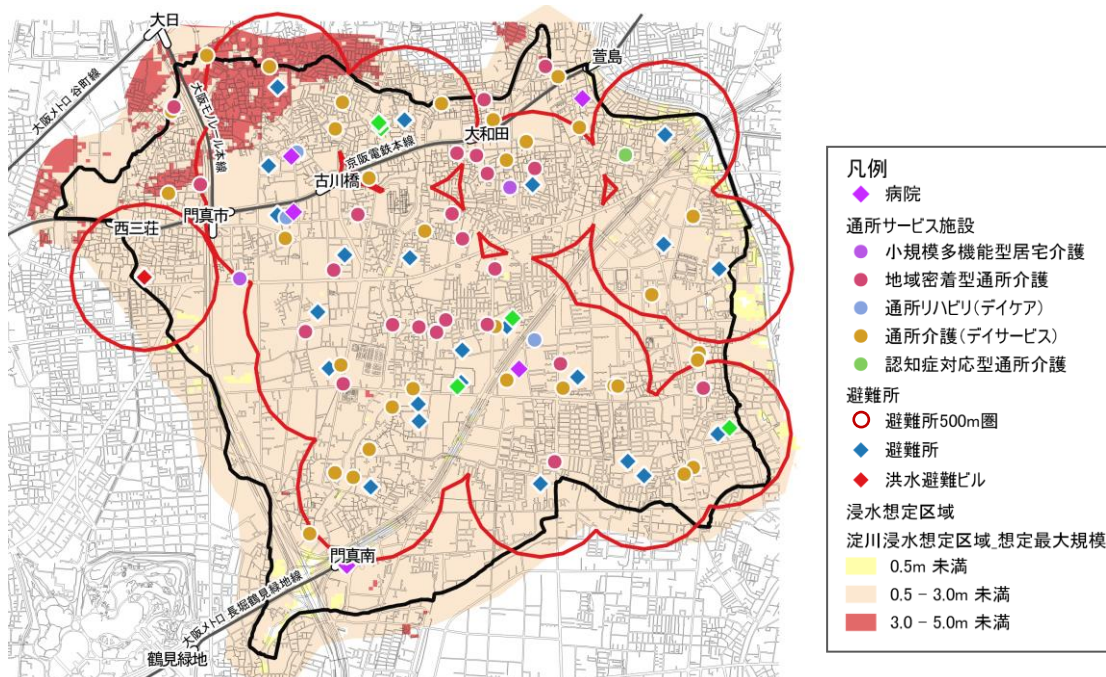 大日
萱島
大阪メトロ 谷町線
大阪モノレール本線
大和田
京阪電鉄本線
古川橋
門真市
西三荘
門真南
大阪メトロ 長堀鶴見緑地線
鶴見緑地
凡例
病院
通所サービス施設
小規模多機能型居宅介護
地域密着型通所介護
通所リハビリ(デイケア)
通所介護(デイサービス)
認知症対応型通所介護
避難所
避難所500m圏
避難所
洪水避難ビル
浸水想定区域
淀川浸水想定区域_想定最大規模
0.5m 未満
0.5 - 3.0m 未満
3.0 - 5.0m 未満